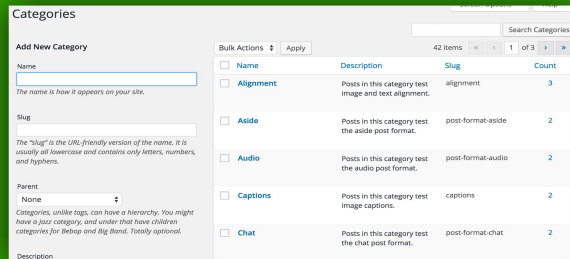 Categories
Search Categories
Add New Category
Name
The name is how it appears on your site.
Slug
The "slug" is the URL-friendly version of the name. It is
usually all lowercase and contains only letters, numbers,
and hyphens.
Parent
None
Categories, unlike tags, can have a hierarchy. You might
have a Jazz category, and under that have children
categories for Bebop and Big Band. Totally optional.
Description
Bulk Actions Apply 42 items « ‹ 1 of 3 › »
Name Description Slug Count
Alignment Posts in this category test alignment 3
image and text alignment.
Aside Posts in this category test post-format-aside 2
the aside post format.
Audio Posts in this category test post-format-audio 2
the audio post format.
Captions Posts in this category test captions 2
image captions.
Chat Posts in this category test post-format-chat 2
the chat post format.